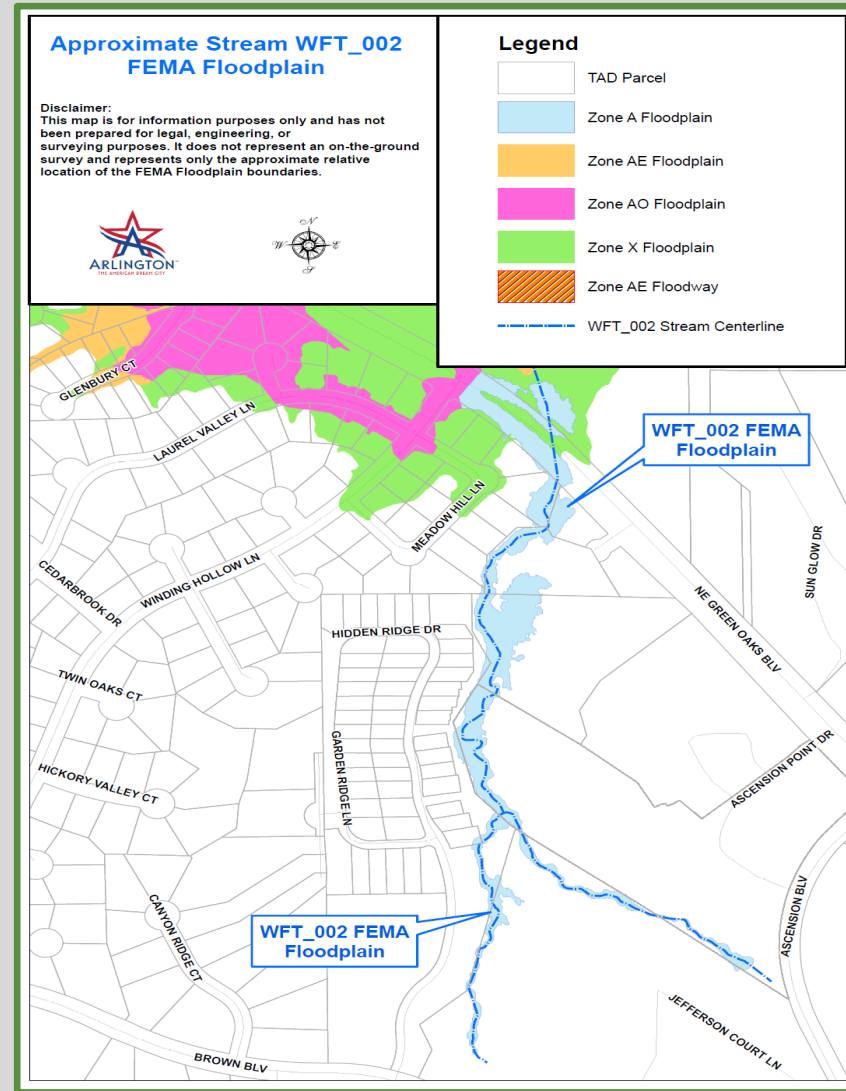 Approximate Stream WFT_002
FEMA Floodplain
Disclaimer:
This map is for information purposes only and has not
been prepared for legal, engineering, or
surveying purposes. It does not represent an on-the-ground
survey and represents only the approximate relative
location of the FEMA Floodplain boundaries.
ARLINGTON
THE AMERICAN DREAM CITY
N
W
E
S
Legend
TAD Parcel
Zone A Floodplain
Zone AE Floodplain
Zone AO Floodplain
Zone X Floodplain
Zone AE Floodway
WFT_002 Stream Centerline
GLENBURY CT
LAUREL VALLEY LN
WFT_002 FEMA
Floodplain
MEADOW HILL LN
SUN GLOW DR
CEDARBROOK DR
WINDING HOLLOW LN
NE GREEN OAKS BLV
HIDDEN RIDGE DR
TWIN OAKS CT
GARDEN RIDGE LN
ASCENSION POINT DR
HICKORY VALLEY CT
CANYON RIDGE CT
WFT_002 FEMA
Floodplain
ASCENSION BLV
JEFFERSON COURT LN
BROWN BLV